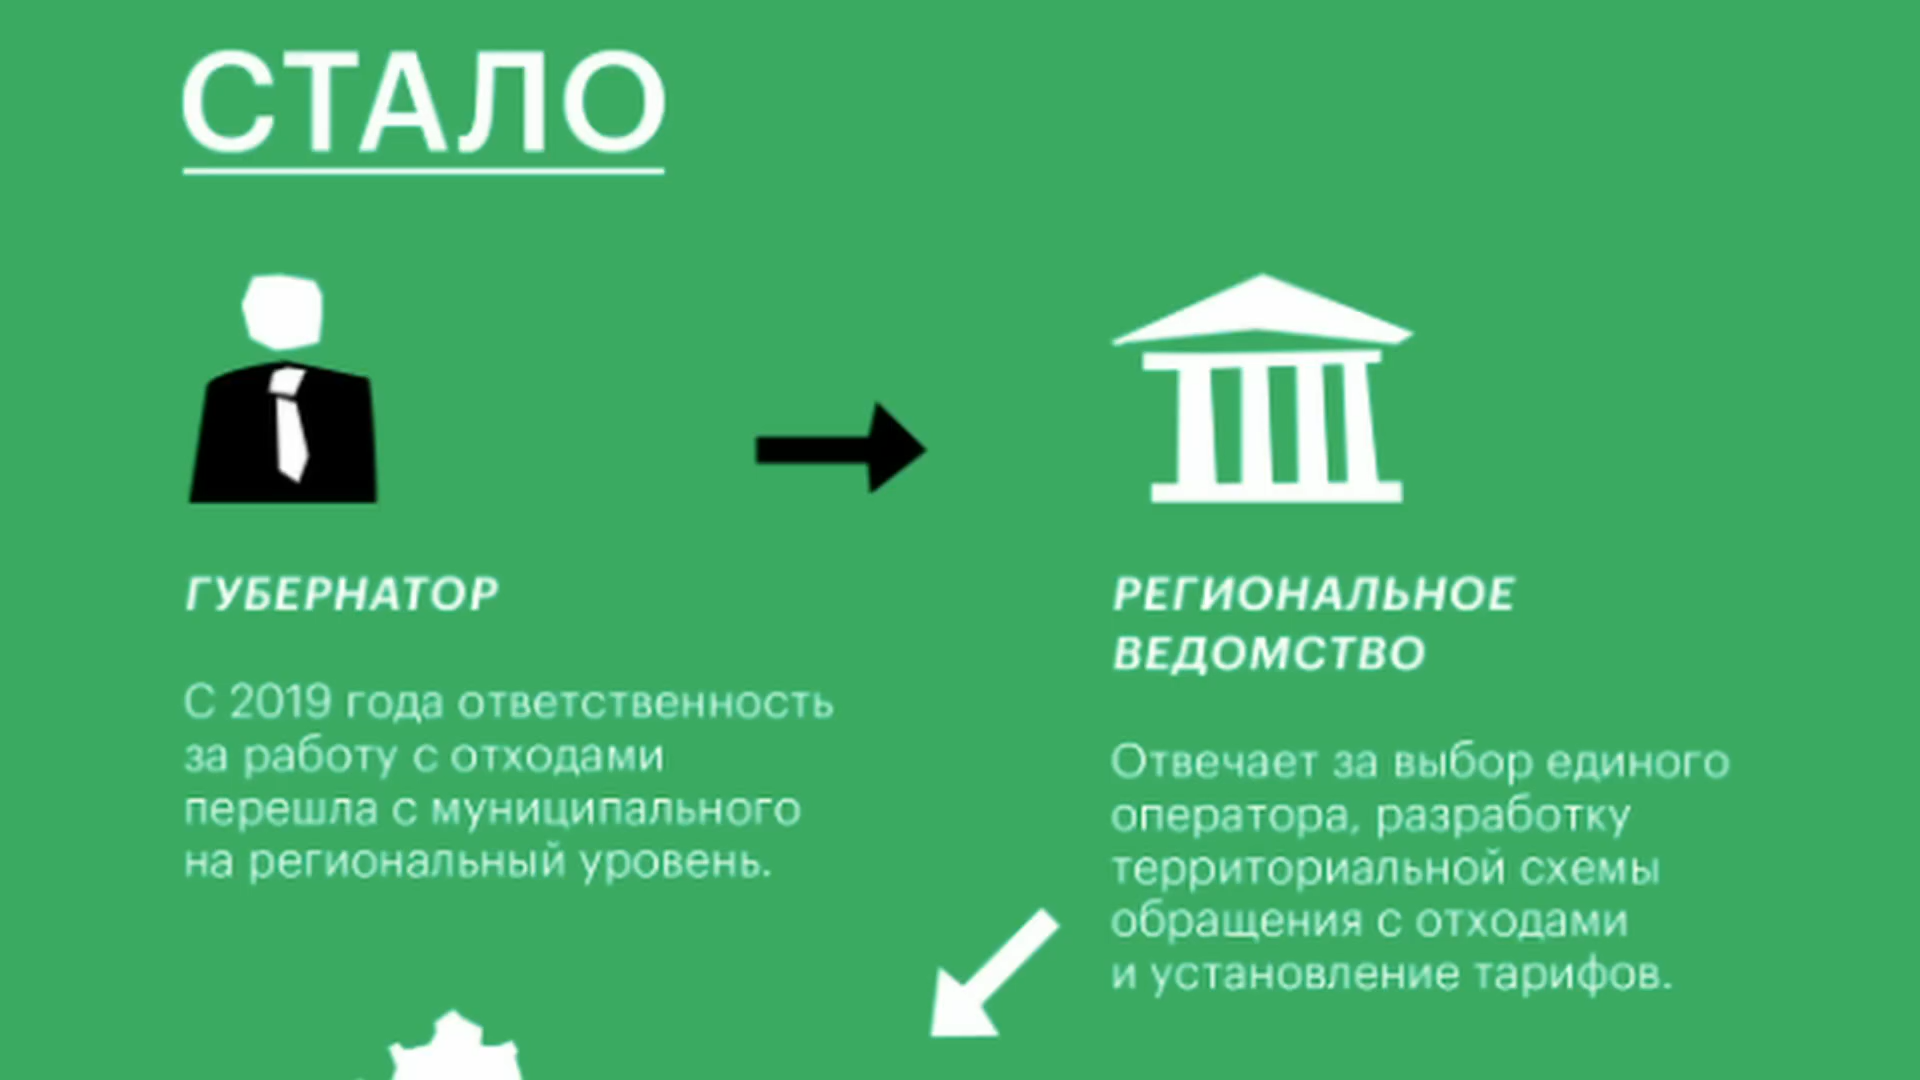 СТАЛО
ГУБЕРНАТОР
С 2019 года ответственность
за работу с отходами
перешла с муниципального
на региональный уровень.
РЕГИОНАЛЬНОЕ
ВЕДОМСТВО
Отвечает за выбор единого
оператора, разработку
территориальной схемы
обращения с отходами
и установление тарифов.